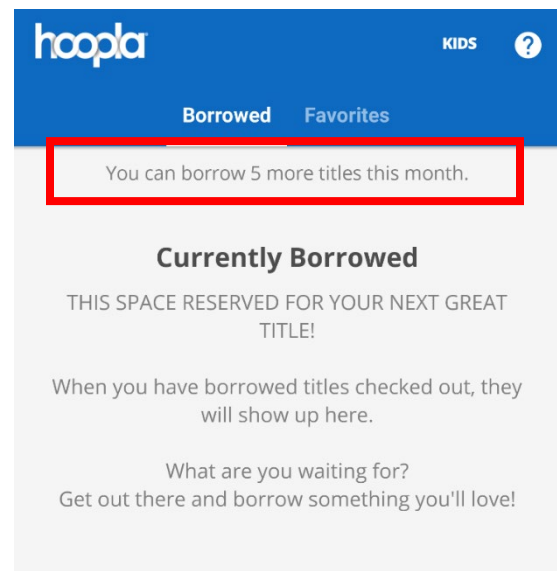 hoopla
KIDS
?
Borrowed Favorites
You can borrow 5 more titles this month.
Currently Borrowed
THIS SPACE RESERVED FOR YOUR NEXT GREAT
TITLE!
When you have borrowed titles checked out, they
will show up here.
What are you waiting for?
Get out there and borrow something you'll love!